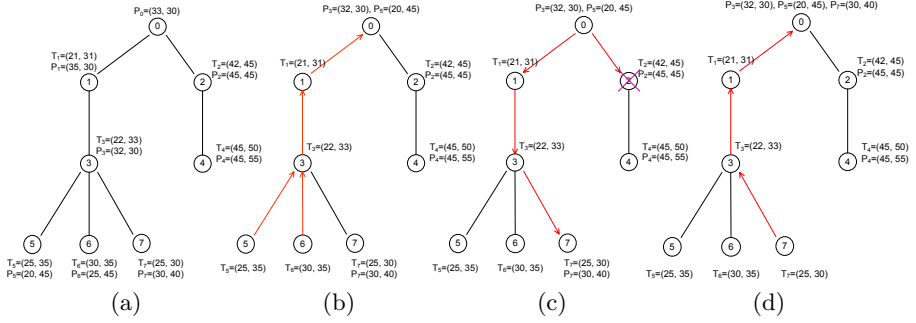 P0=(33, 30)
0
T1=(21, 31)
P1=(35, 30)
1
T2=(42, 45)
P2=(45, 45)
2
T3=(22, 33)
P3=(32, 30)
3
T4=(45, 50)
P4=(45, 55)
4
5
6
7
T5=(25, 35)
P5=(20, 45)
T6=(30, 35)
P6=(25, 45)
T7=(25, 30)
P7=(30, 40)
(a)
P3=(32, 30), P5=(20, 45)
0
T1=(21, 31)
1
T2=(42, 45)
P2=(45, 45)
2
T3=(22, 33)
3
T4=(45, 50)
P4=(45, 55)
4
5
6
7
T5=(25, 35)
T6=(30, 35)
T7=(25, 30)
P7=(30, 40)
(b)
P3=(32, 30), P5=(20, 45)
0
T1=(21, 31)
1
T2=(42, 45)
P2=(45, 45)
2
T3=(22, 33)
3
T4=(45, 50)
P4=(45, 55)
4
5
6
7
T5=(25, 35)
T6=(30, 35)
T7=(25, 30)
P7=(30, 40)
(c)
P3=(32, 30), P5=(20, 45), P7=(30, 40)
0
T1=(21, 31)
1
T2=(42, 45)
P2=(45, 45)
2
T3=(22, 33)
3
T4=(45, 50)
P4=(45, 55)
4
5
6
7
T5=(25, 35)
T6=(30, 35)
T7=(25, 30)
(d)